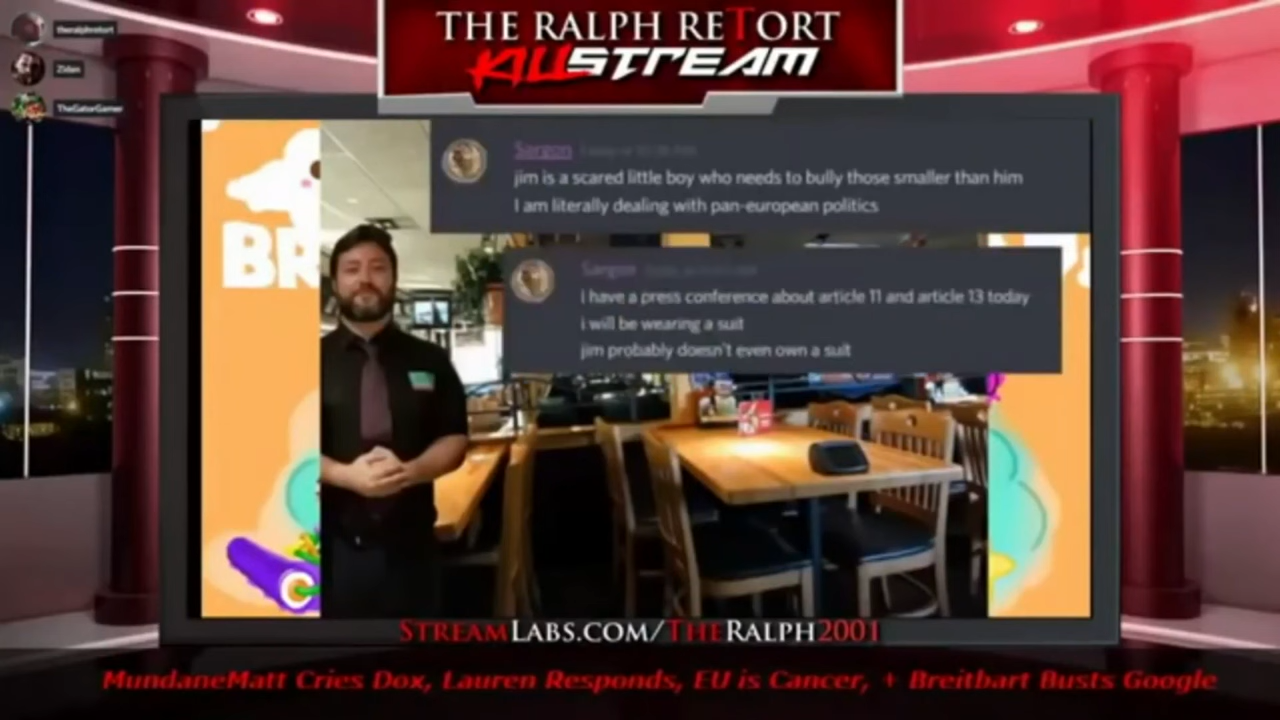 THE RALPH RETORT
KILLSTREAM
theralphretort
Zidan
TheGatorGamer
Sargon
jim is a scared little boy who needs to bully those smaller than him
I am literally dealing with pan-european politics
BR
Sargon
i have a press conference about article 11 and article 13 today
i will be wearing a suit
jim probably doesn't even own a suit
STREAMLABS.COM/THERALPH2001
MundaneMatt Cries Dox, Lauren Responds, EU is Cancer, + Breitbart Busts Google